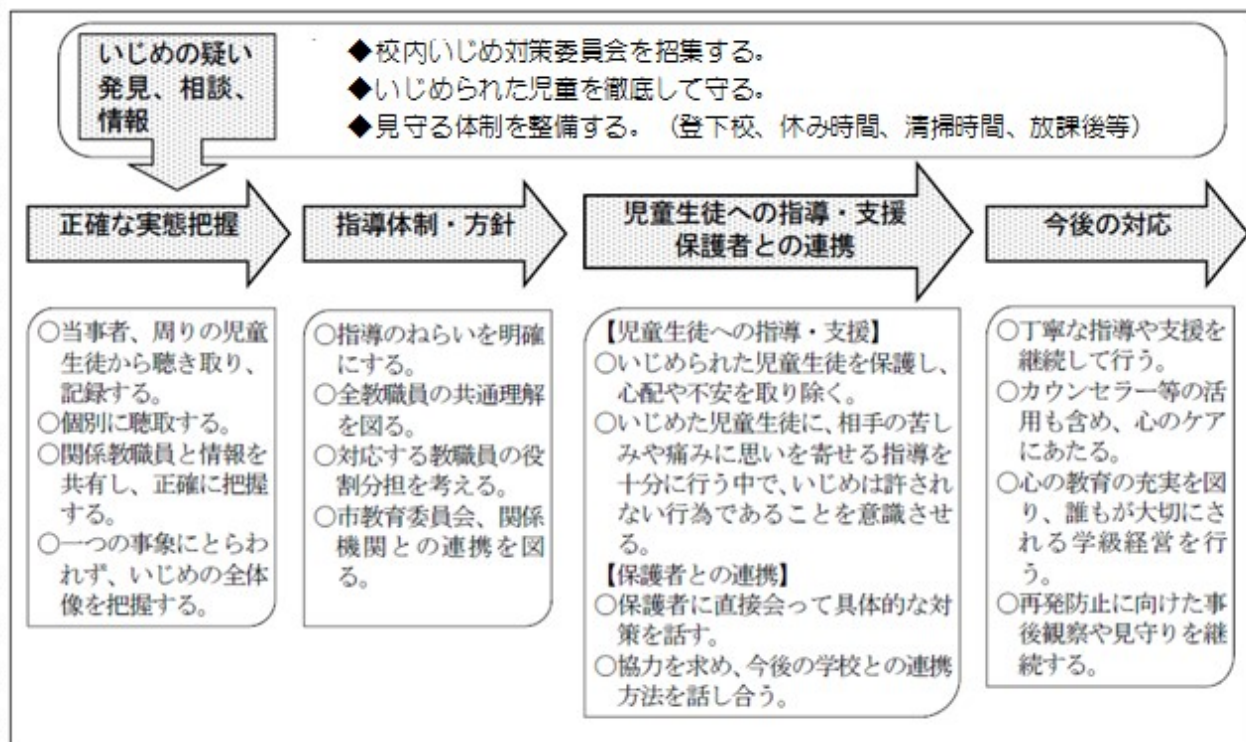 いじめの疑い
発見、相談、
情報
◆校内いじめ対策委員会を招集する。
◆いじめられた児童を徹底して守る。
◆見守る体制を整備する。（登下校、休み時間、清掃時間、放課後等）
正確な実態把握
指導体制・方針
児童生徒への指導・支援
保護者との連携
今後の対応
○当事者、周りの児童
生徒から聴き取り、
記録する。
○個別に聴取する。
○関係教職員と情報を
共有し、正確に把握
する。
○一つの事象にとらわ
れず、いじめの全体
像を把握する。
○指導のねらいを明確
にする。
○全教職員の共通理解
を図る。
○対応する教職員の役
割分担を考える。
○市教育委員会、関係
機関との連携を図
る。
【児童生徒への指導・支援】
○いじめられた児童生徒を保護し、
心配や不安を取り除く。
○いじめた児童生徒に、相手の苦し
みや痛みに思いを寄せる指導を
十分に行う中で、いじめは許され
ない行為であることを意識させ
る。
【保護者との連携】
○保護者に直接会って具体的な対
策を話す。
○協力を求め、今後の学校との連携
方法を話し合う。
○丁寧な指導や支援を
継続して行う。
○カウンセラー等の活
用も含め、心のケア
にあたる。
○心の教育の充実を図
り、誰もが大切にさ
れる学級経営を行
う。
○再発防止に向けた事
後観察や見守りを継
続する。